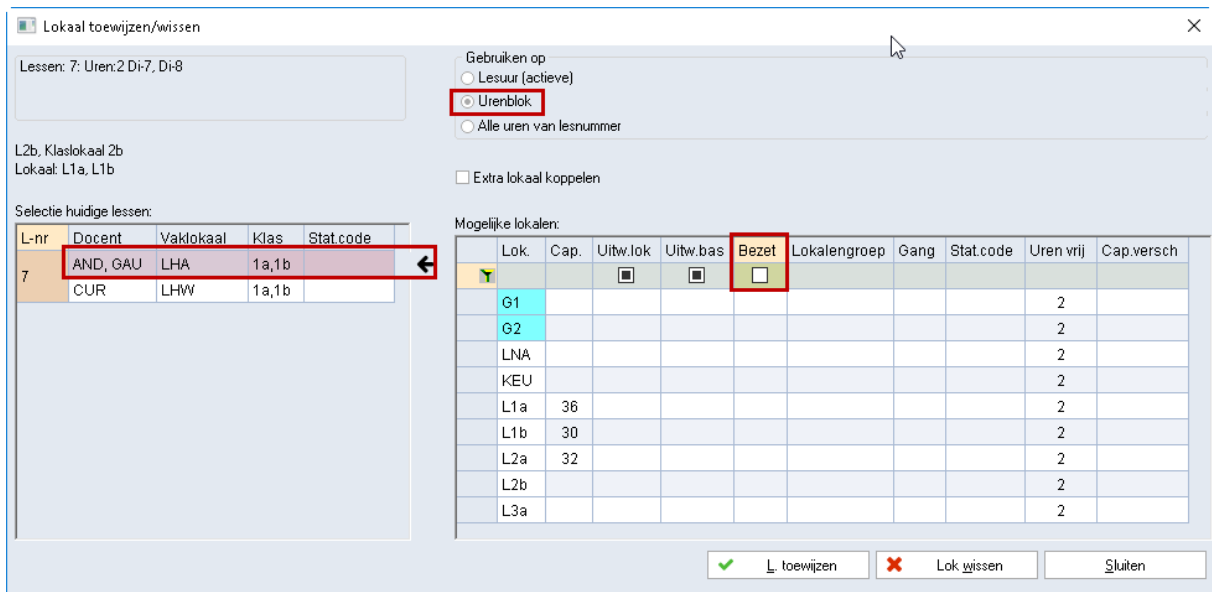 Lokaal toewijzen/wissen
Lessen: 7: Uren:2 Di-7, Di-8
L2b, Klaslokaal 2b
Lokaal: L1a, L1b
Selectie huidige lessen:
L-nr Docent Vaklokaal Klas Stat.code
7
AND, GAU LHA 1a,1b
CUR LHW 1a,1b
Gebruiken op
Lesuur (actieve)
Urenblok
Alle uren van lesnummer
Extra lokaal koppelen
Mogelijke lokalen:
Lok. Cap. Uitw.lok Uitw.bas Bezet Lokalengroep Gang Stat.code Uren vrij Cap.versch
G1 2
G2 2
LNA 2
KEU 2
L1a 36 2
L1b 30 2
L2a 32 2
L2b 2
L3a 2
L. toewijzen Lok wissen Sluiten